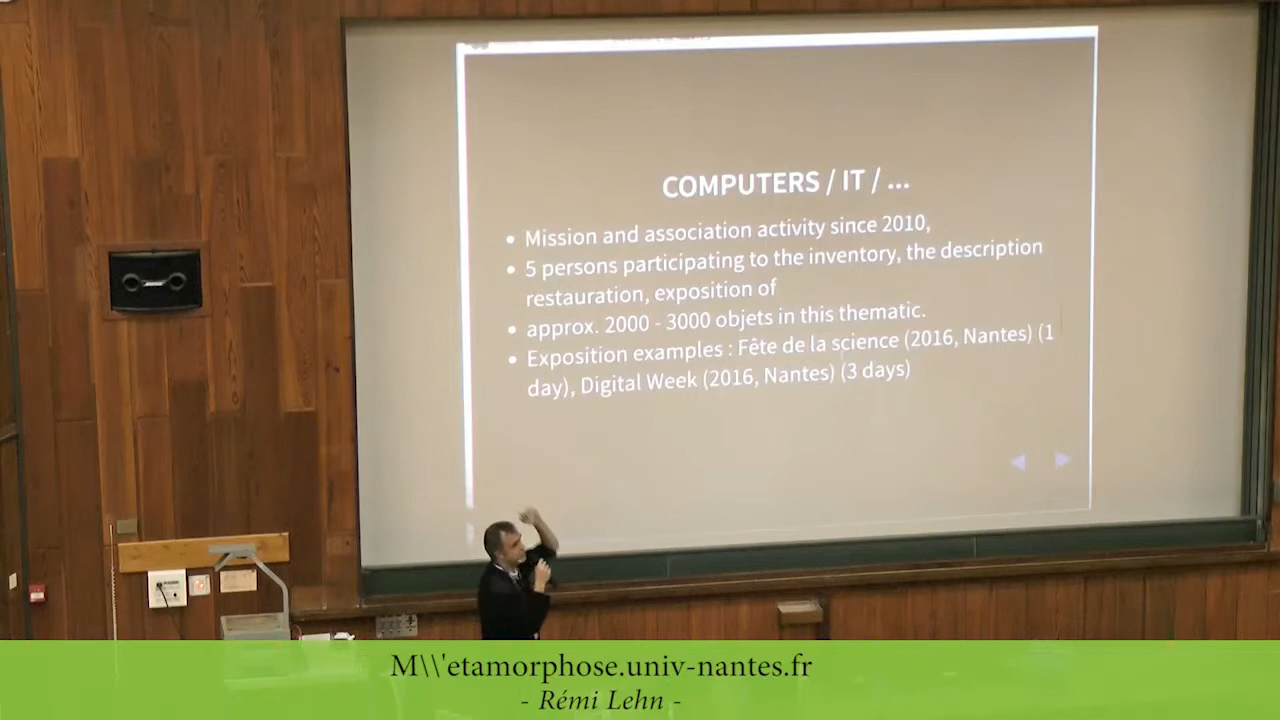 COMPUTERS / IT / ...
• Mission and association activity since 2010,
• 5 persons participating to the inventory, the description
restauration, exposition of
• approx. 2000 - 3000 objets in this thematic.
• Exposition examples : Fête de la science (2016, Nantes) (1
day), Digital Week (2016, Nantes) (3 days)
M\\'etamorphose.univ-nantes.fr
- Rémi Lehn -